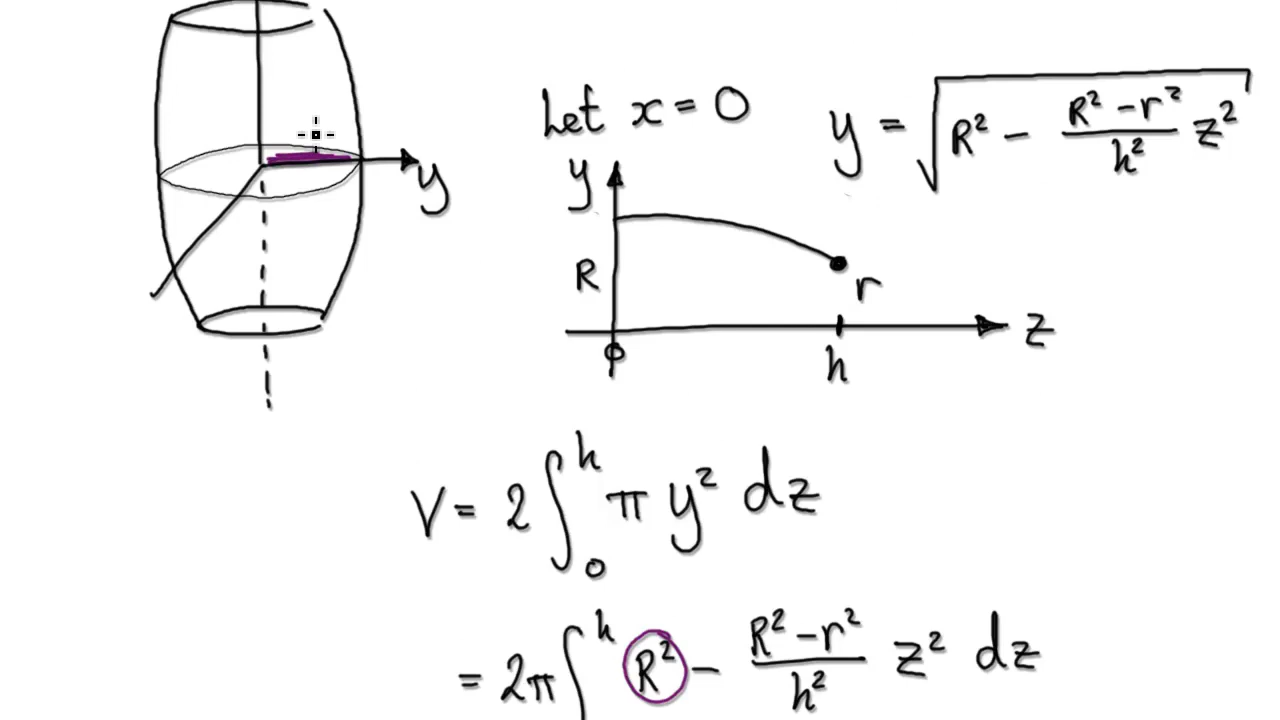 Let x = 0
y = √(R² − (R² − r²)/h² z²)
y
y
R
r
0
h
z
V = 2 ∫₀ʰ π y² dz
= 2π ∫ʰ R² − (R² − r²)/h² z² dz